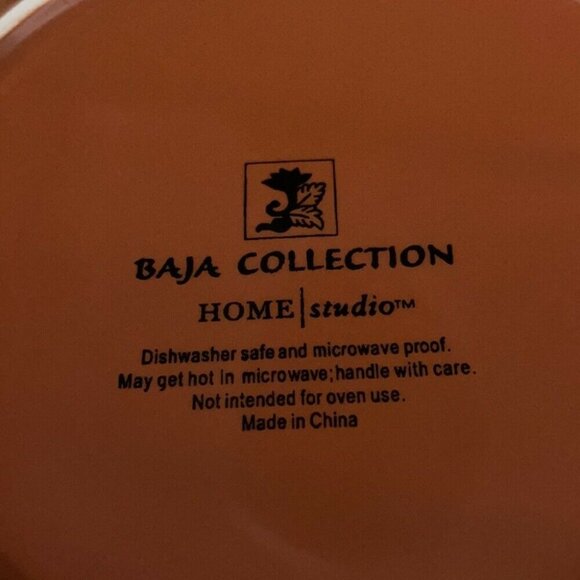 BAJA COLLECTION
HOME|studio™
Dishwasher safe and microwave proof.
May get hot in microwave;handle with care.
Not intended for oven use.
Made in China